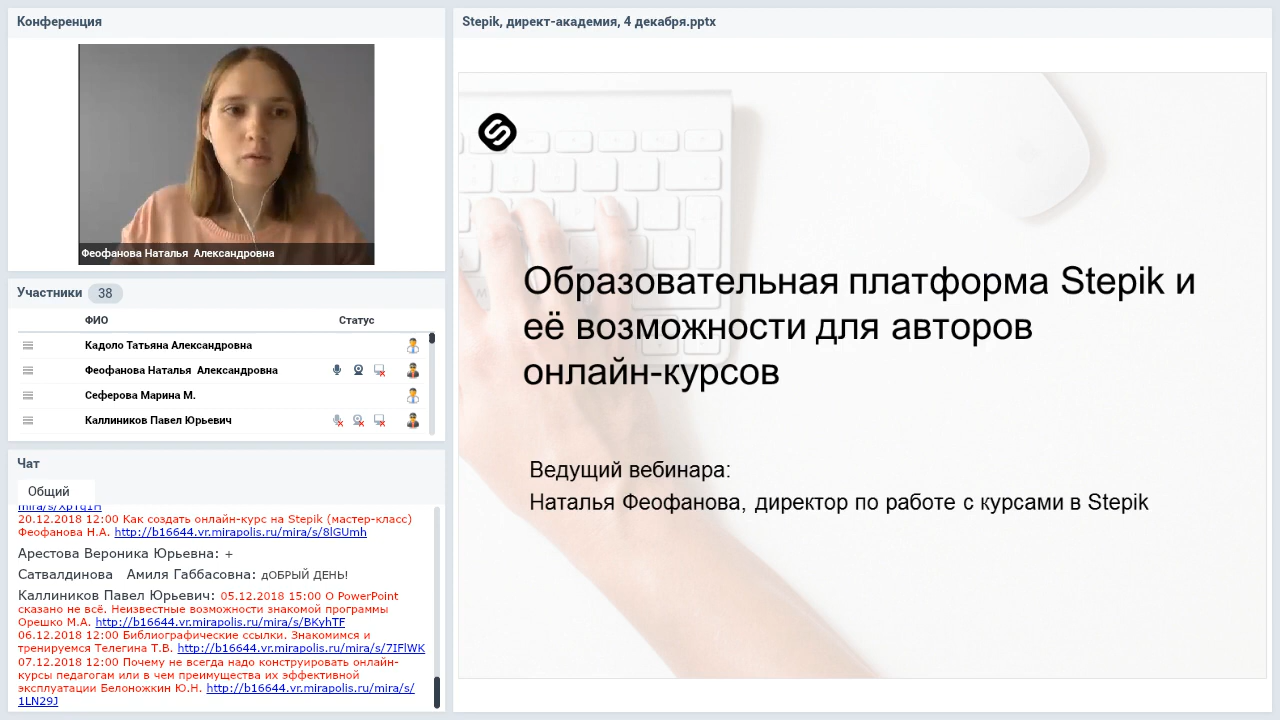 Конференция
Феофанова Наталья Александровна
Участники 38
ФИО Статус
Кадоло Татьяна Александровна
Феофанова Наталья Александровна
Сеферова Марина М.
Каллиников Павел Юрьевич
Чат
Общий
20.12.2018 12:00 Как создать онлайн-курс на Stepik (мастер-класс)
Феофанова Н.А. http://b16644.vr.mirapolis.ru/mira/s/8lGUmh
Арестова Вероника Юрьевна: +
Сатвалдинова Амиля Габбасовна: дОБРЫЙ ДЕНЬ!
Каллиников Павел Юрьевич: 05.12.2018 15:00 О PowerPoint
сказано не всё. Неизвестные возможности знакомой программы
Орешко М.А. http://b16644.vr.mirapolis.ru/mira/s/BKyhTF
06.12.2018 12:00 Библиографические ссылки. Знакомимся и
тренируемся Телегина Т.В. http://b16644.vr.mirapolis.ru/mira/s/7IFlWK
07.12.2018 12:00 Почему не всегда надо конструировать онлайн-
курсы педагогам или в чем преимущества их эффективной
эксплуатации Белоножкин Ю.Н. http://b16644.vr.mirapolis.ru/mira/s/
1LN29J
Stepik, директ-академия, 4 декабря.pptx
Образовательная платформа Stepik и
её возможности для авторов
онлайн-курсов
Ведущий вебинара:
Наталья Феофанова, директор по работе с курсами в Stepik